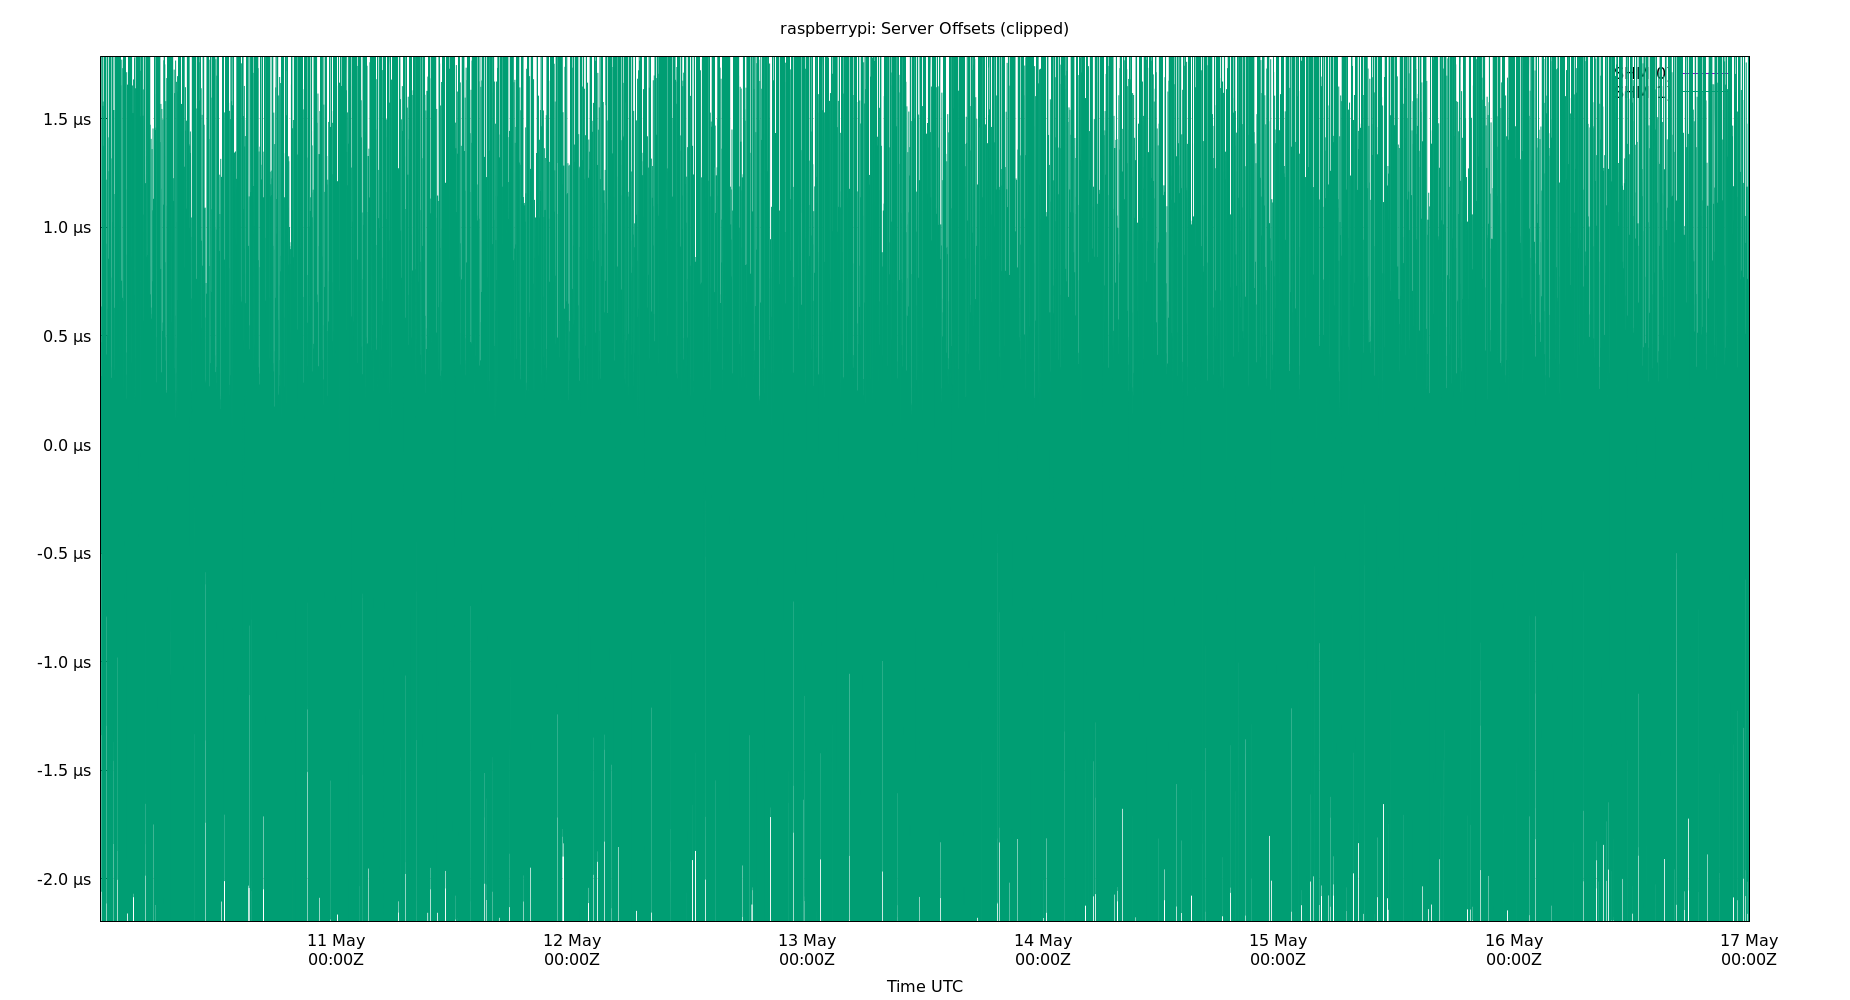 raspberrypi: Server Offsets (clipped)
1.5 µs
1.0 µs
0.5 µs
0.0 µs
-0.5 µs
-1.0 µs
-1.5 µs
-2.0 µs
11 May 12 May 13 May 14 May 15 May 16 May 17 May
00:00Z 00:00Z 00:00Z 00:00Z 00:00Z 00:00Z 00:00Z
Time UTC